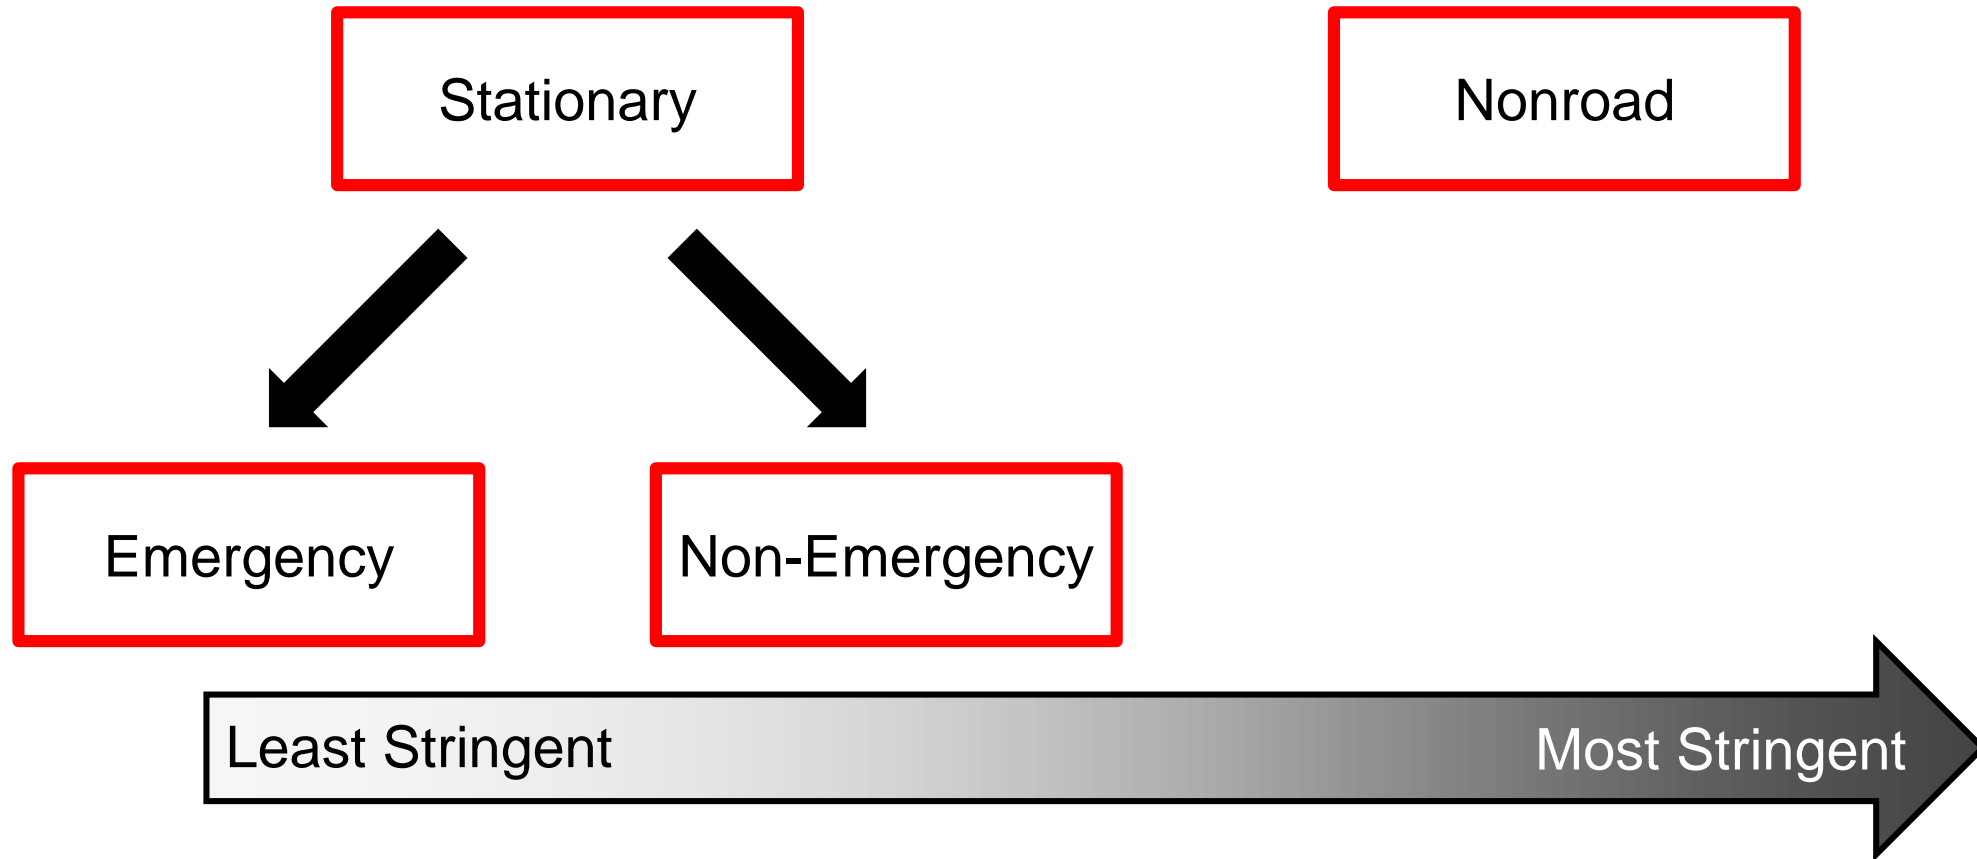 Stationary
Nonroad
Emergency
Non-Emergency
Least Stringent
Most Stringent